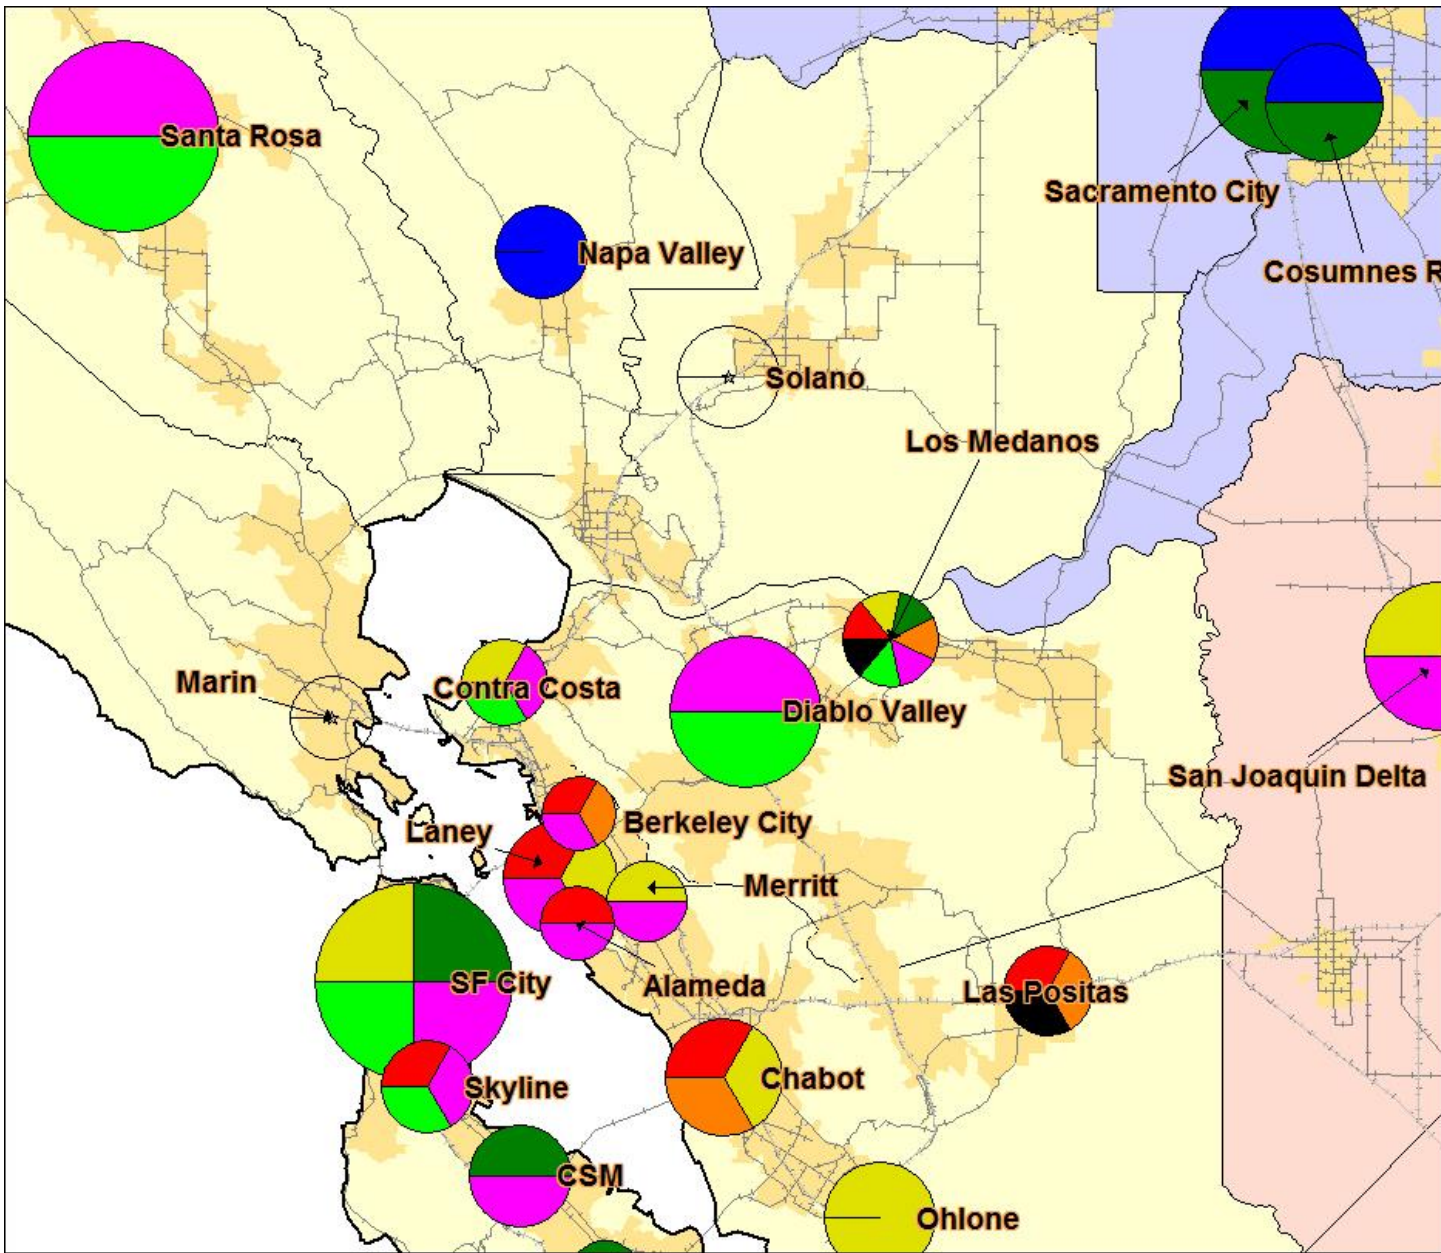 Santa Rosa
Sacramento City
Napa Valley
Cosumnes R
Solano
Los Medanos
Marin
Contra Costa
Diablo Valley
San Joaquin Delta
Laney
Berkeley City
Merritt
SF City
Alameda
Las Positas
Skyline
Chabot
CSM
Ohlone